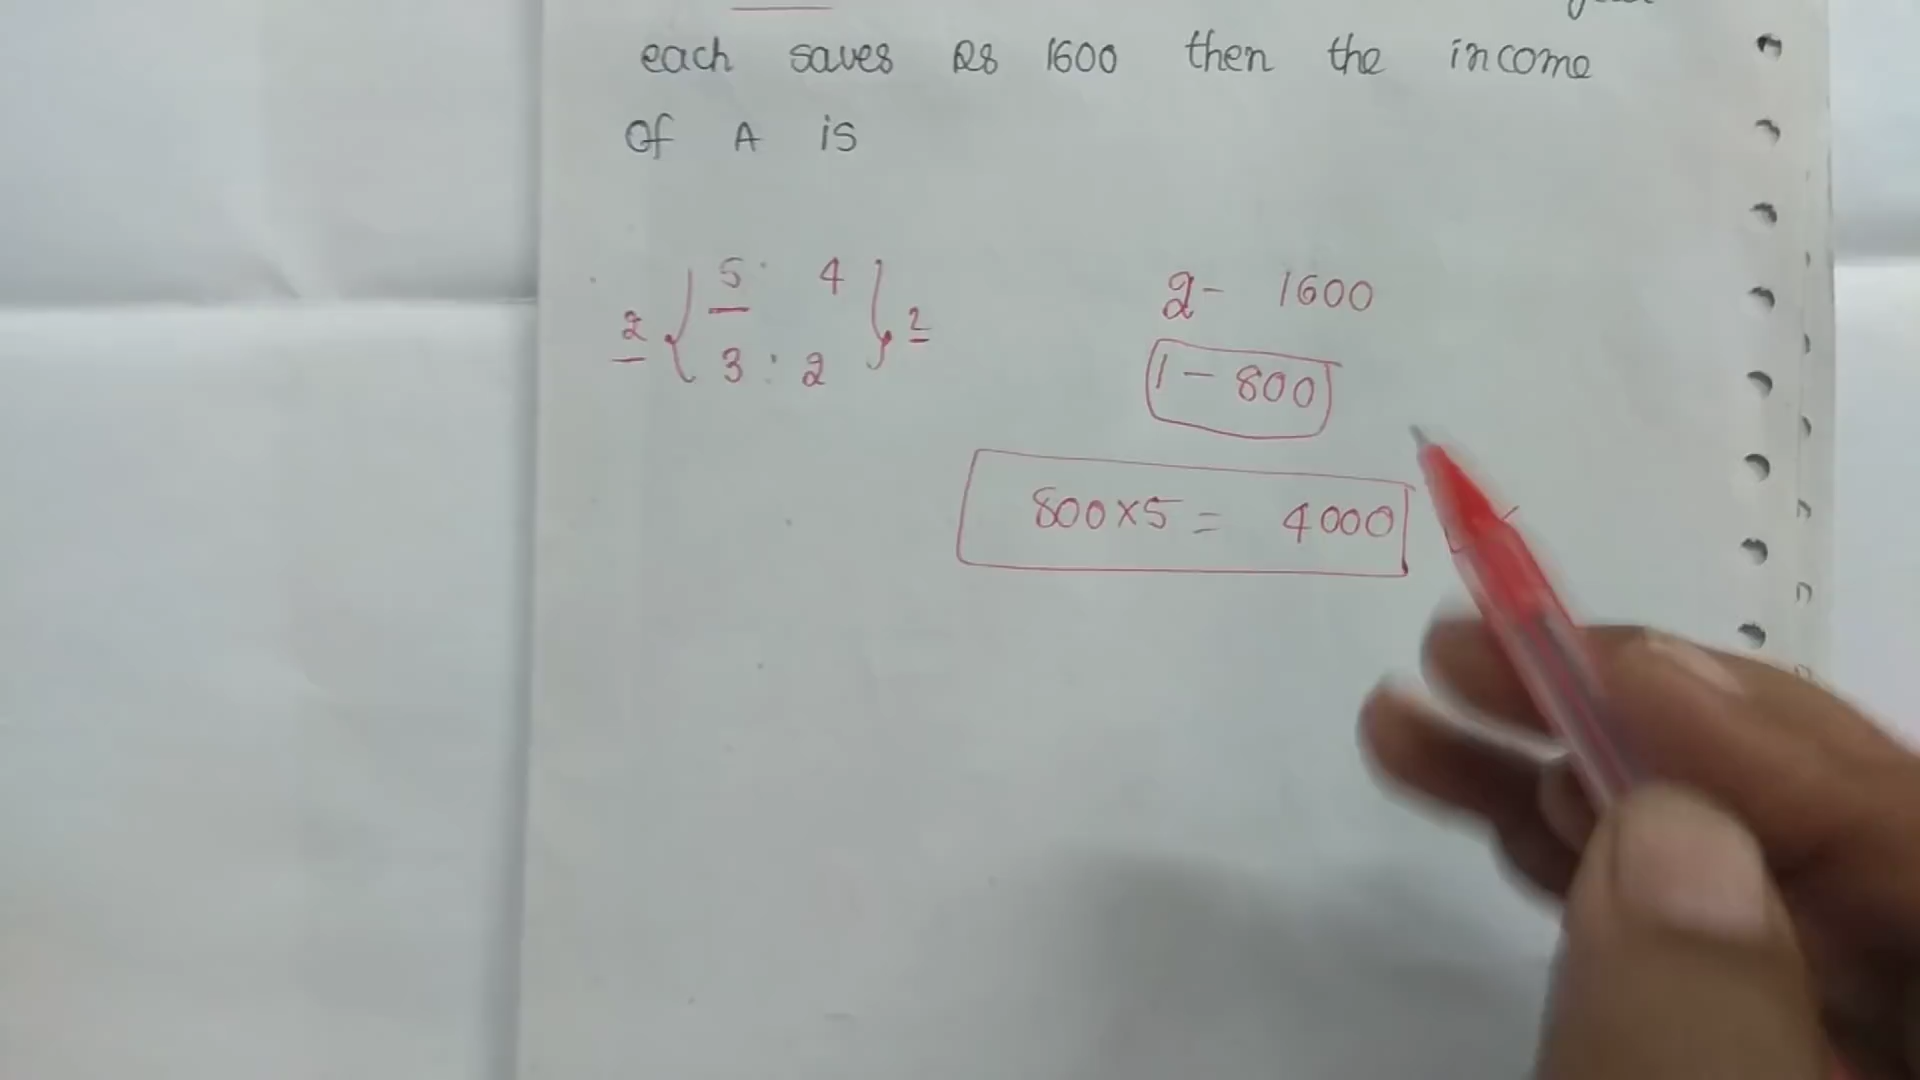 each saves RS 1600 then the income
Of A is
5 : 4
2 { } 2
3 : 2
2 - 1600
1 - 800
800 × 5 = 4000